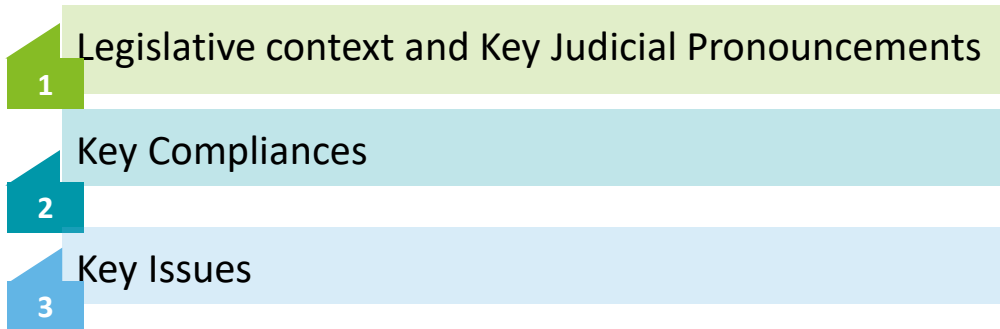 Legislative context and Key Judicial Pronouncements
1
Key Compliances
2
Key Issues
3